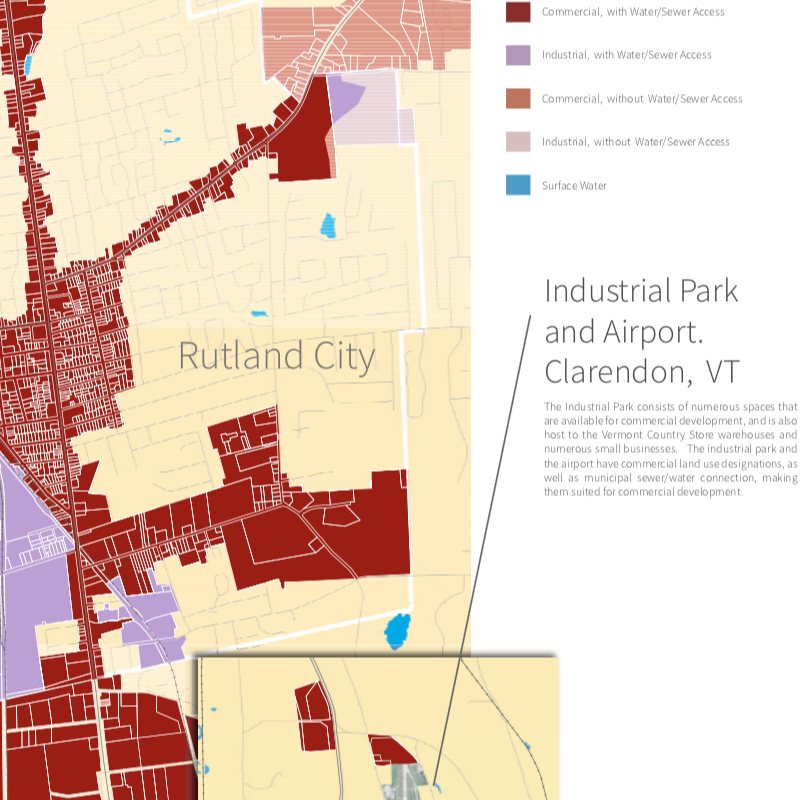 Commercial, with Water/Sewer Access
Industrial, with Water/Sewer Access
Commercial, without Water/Sewer Access
Industrial, without Water/Sewer Access
Surface Water
Industrial Park
and Airport.
Clarendon, VT
The Industrial Park consists of numerous spaces that
are available for commercial development, and is also
host to the Vermont Country Store warehouses and
numerous small businesses. The industrial park and
the airport have commercial land use designations, as
well as municipal sewer/water connection, making
them suited for commercial development.
Rutland City